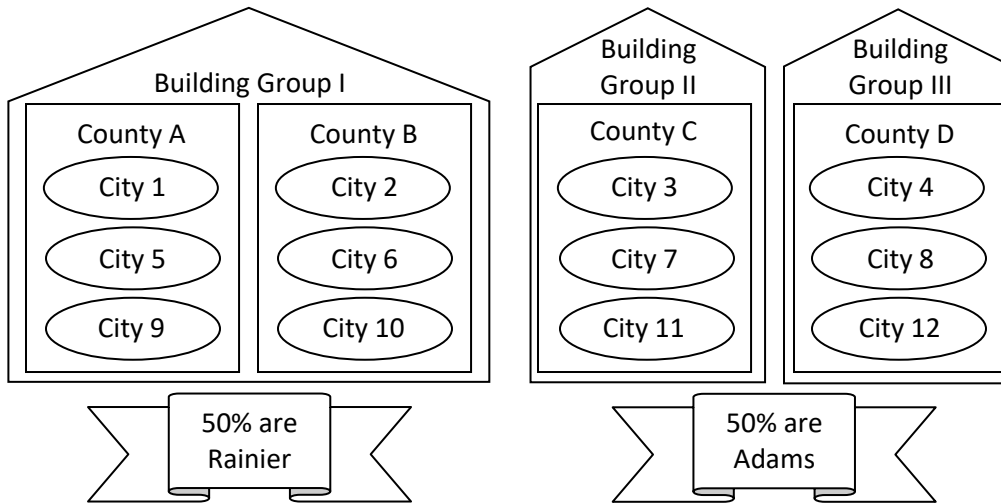 Building Group I
County A
City 1
City 5
City 9
County B
City 2
City 6
City 10
50% are
Rainier
Building
Group II
County C
City 3
City 7
City 11
Building
Group III
County D
City 4
City 8
City 12
50% are
Adams